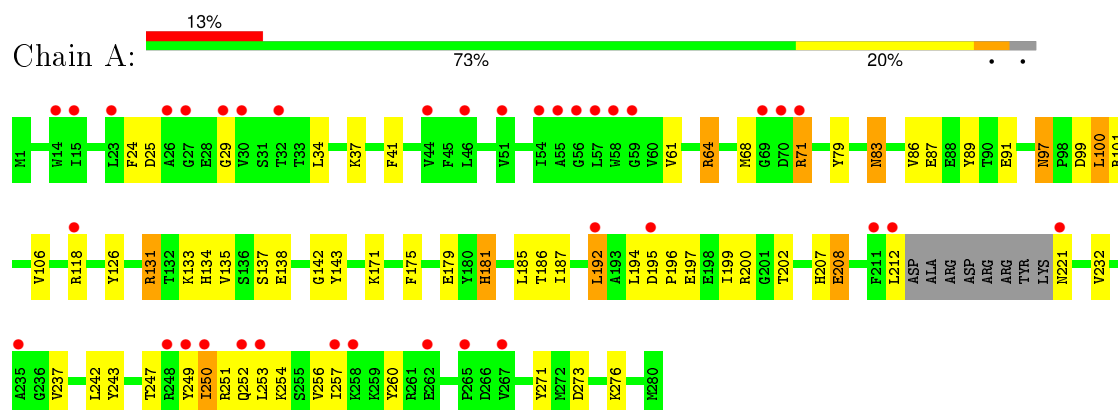 13%
Chain A:
73% 20% • •
M1 W14 I15 L23 F24 D25 A26 G27 E28 G29 V30 S31 T32 T33 L34 K37 F41 V44 F45 L46 V51 I54 A55 G56 L57 W58 G59 V60 V61 R64 M68 G69 D70 R71 Y79 N83 V86 E87 E88 Y89 T90 E91 N97 P98 D99 L100 R101
V106 R118 Y126 R131 T132 K133 H134 V135 S136 S137 E138 G142 Y143 K171 F175 E179 Y180 H181 L185 T186 I187 L192 A193 L194 D195 P196 E197 E198 I199 R200 G201 T202 H207 E208 F211 L212 ASP ALA ARG ASP ARG ARG TYR LYS N221 V232
A235 G236 V237 L242 Y243 T247 R248 Y249 I250 R251 Q252 L253 K254 S255 V256 I257 K258 K259 Y260 R261 E262 P265 D266 V267 Y271 M272 D273 K276 M280